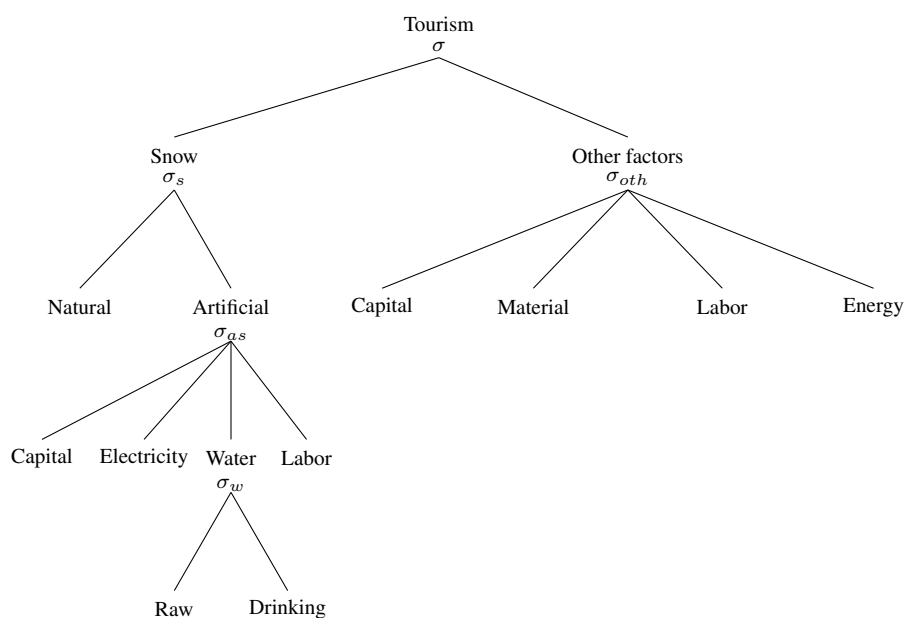 Tourism
σ
Snow
σ_s
Other factors
σ_oth
Natural
Artificial
σ_as
Capital
Material
Labor
Energy
Capital
Electricity
Water
σ_w
Labor
Raw
Drinking